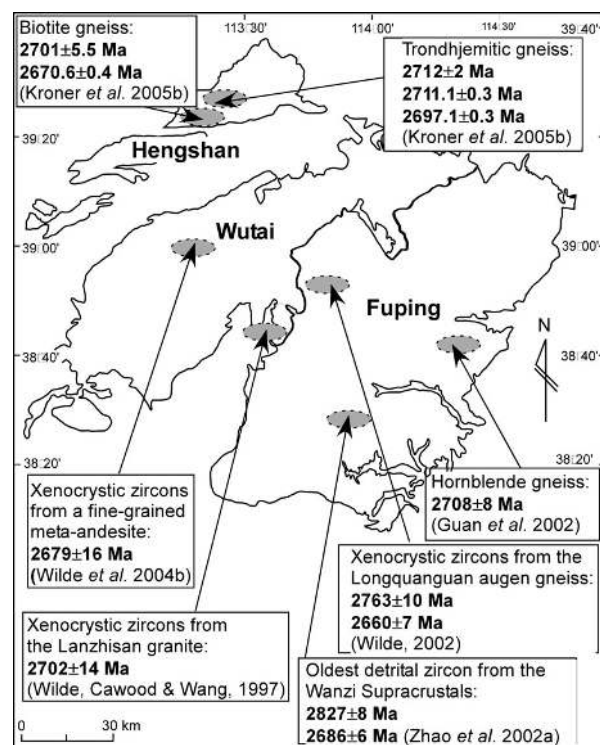 113°30'
114°00'
114°30'
39°40'
Biotite gneiss:
2701±5.5 Ma
2670.6±0.4 Ma
(Kroner et al. 2005b)
Trondhjemitic gneiss:
2712±2 Ma
2711.1±0.3 Ma
2697.1±0.3 Ma
(Kroner et al. 2005b)
39°20'
Hengshan
39°00'
Wutai
39°00'
Fuping
N
38°40'
38°40'
38°20'
38°20'
Xenocrystic zircons
from a fine-grained
meta-andesite:
2679±16 Ma
(Wilde et al. 2004b)
Hornblende gneiss:
2708±8 Ma
(Guan et al. 2002)
Xenocrystic zircons from the
Longquanguan augen gneiss:
2763±10 Ma
2660±7 Ma
(Wilde, 2002)
Xenocrystic zircons from
the Lanzhisan granite:
2702±14 Ma
(Wilde, Cawood & Wang, 1997)
Oldest detrital zircon from the
Wanzi Supracrustals:
2827±8 Ma
2686±6 Ma (Zhao et al. 2002a)
0 30 km